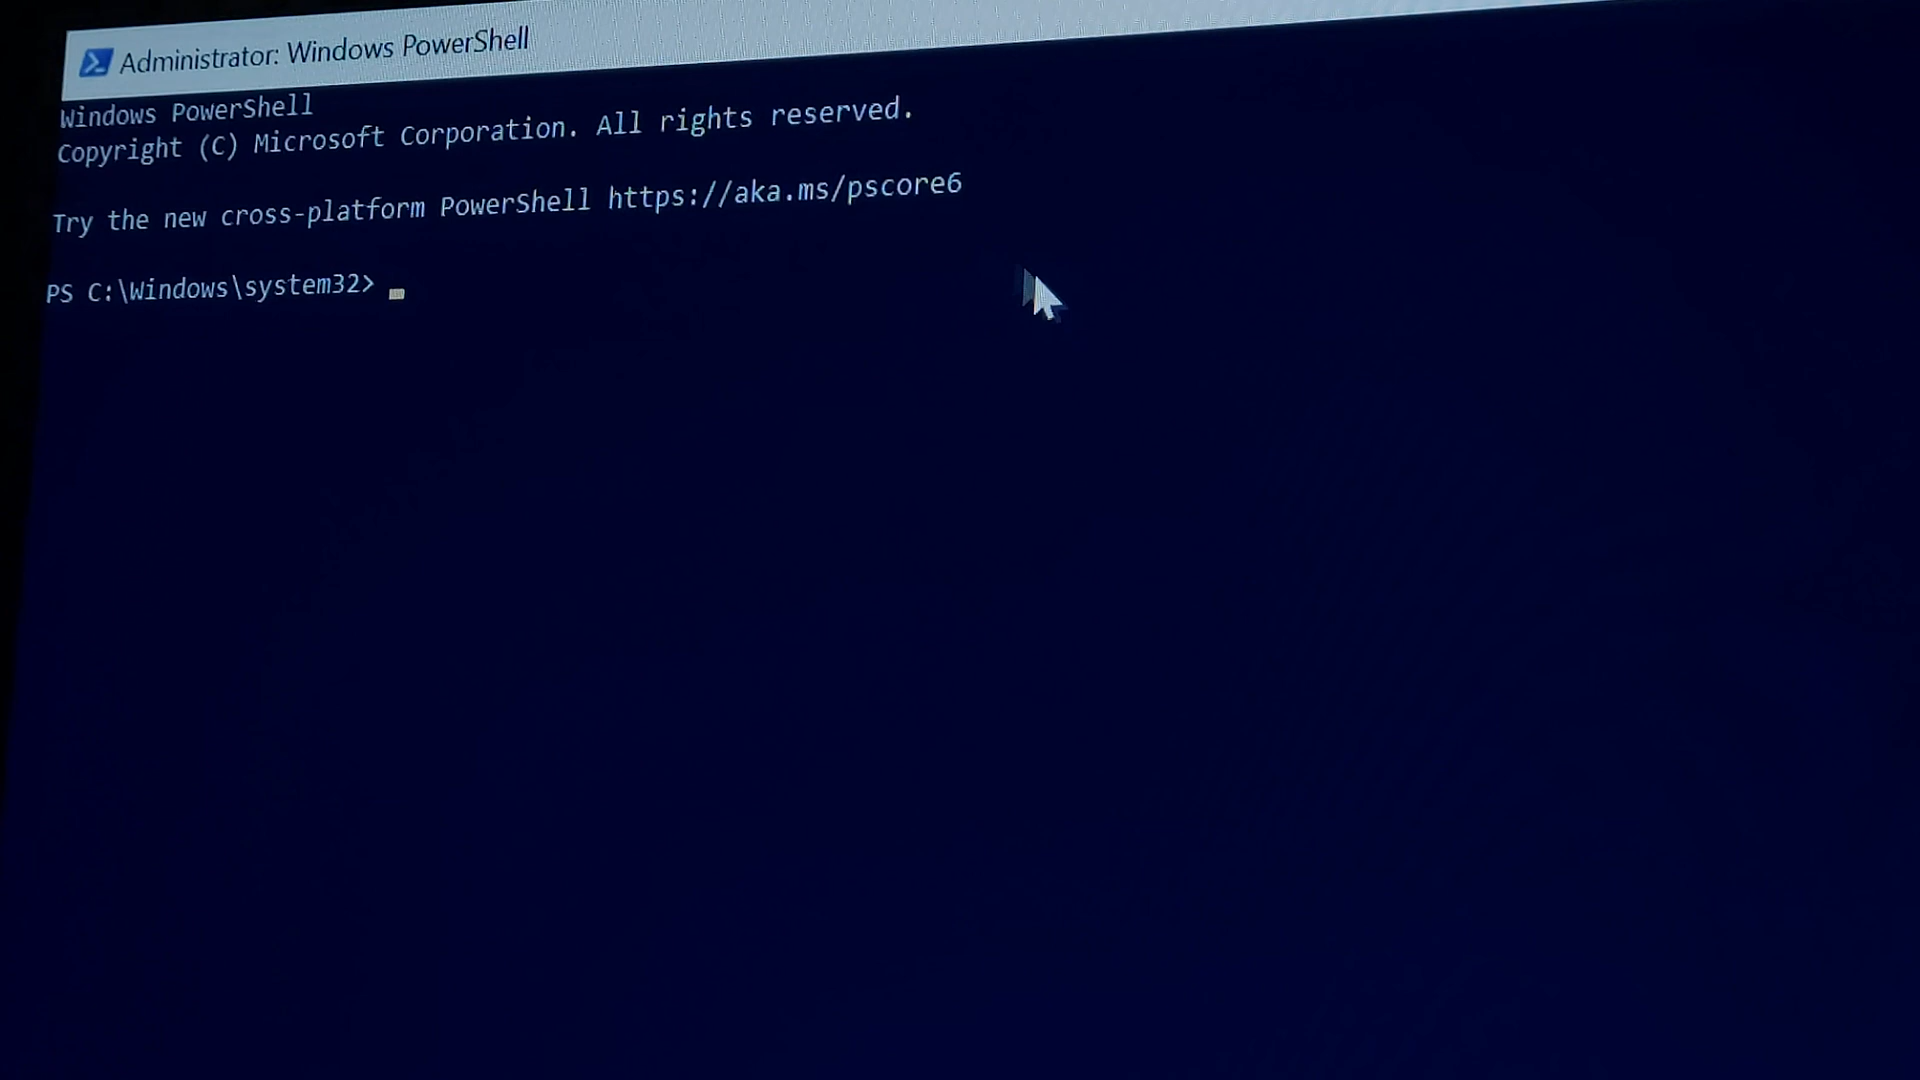 Administrator: Windows PowerShell
Windows PowerShell
Copyright (C) Microsoft Corporation. All rights reserved.
Try the new cross-platform PowerShell https://aka.ms/pscore6
PS C:\Windows\system32>